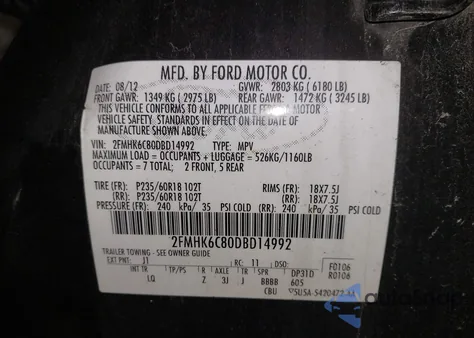 MFD. BY FORD MOTOR CO.
DATE: 08/12 GVWR: 2803 KG ( 6180 LB)
FRONT GAWR: 1349 KG ( 2975 LB) REAR GAWR: 1472 KG ( 3245 LB)
THIS VEHICLE CONFORMS TO ALL APPLICABLE FEDERAL MOTOR
VEHICLE SAFETY STANDARDS IN EFFECT ON THE DATE OF
MANUFACTURE SHOWN ABOVE.
VIN: 2FMHK6C80DBD14992 TYPE: MPV
MAXIMUM LOAD = OCCUPANTS + LUGGAGE = 526KG/1160LB
OCCUPANTS = 7 TOTAL; 2 FRONT, 5 REAR
TIRE (FR): P235/60R18 102T RIMS (FR): 18X7.5J
(RR): P235/60R18 102T (RR): 18X7.5J
PRESSURE (FR): 240 kPa/ 35 PSI COLD (RR): 240 kPa/ 35 PSI COLD
2FMHK6C80DBD14992
TRAILER TOWING - SEE OWNER GUIDE
EXT PNT: J1 RC: 11 DSO: F0106
R0106
INT TR TP/PS R AXLE TR SPR DP31D
LQ Z 3J J BBBB 605
CBU